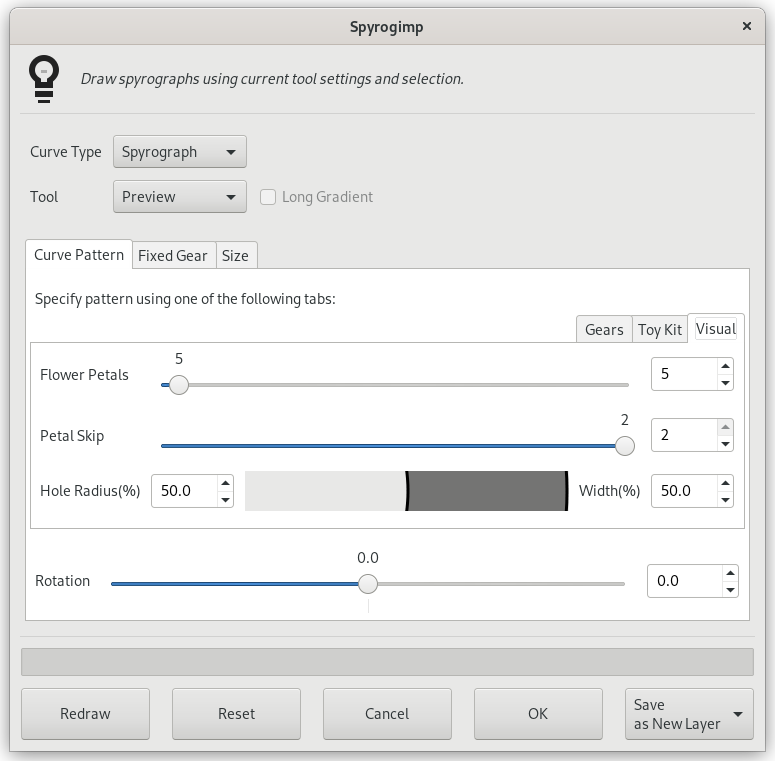 Spyrogimp
Draw spyrographs using current tool settings and selection.
Curve Type Spyrograph
Tool Preview Long Gradient
Curve Pattern Fixed Gear Size
Specify pattern using one of the following tabs:
Gears Toy Kit Visual
5
Flower Petals 5
2
Petal Skip 2
Hole Radius(%) 50.0 Width(%) 50.0
0.0
Rotation 0.0
Redraw Reset Cancel OK Save
as New Layer